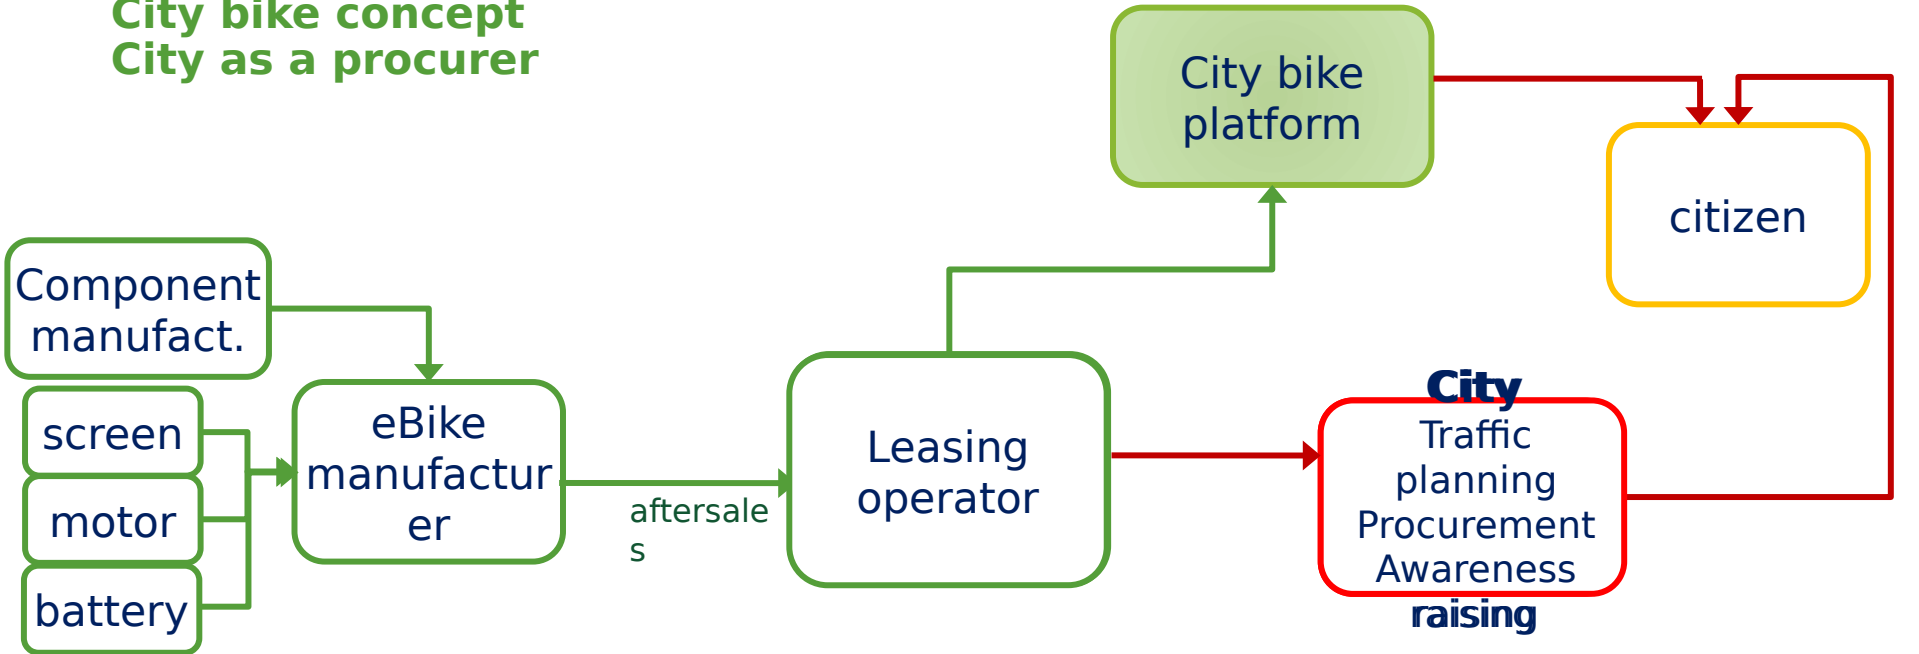 City bike concept
City as a procurer
City bike
platform
citizen
Component
manufact.
screen
motor
battery
eBike
manufactur
er
aftersale
s
Leasing
operator
City
Traffic
planning
Procurement
Awareness
raising